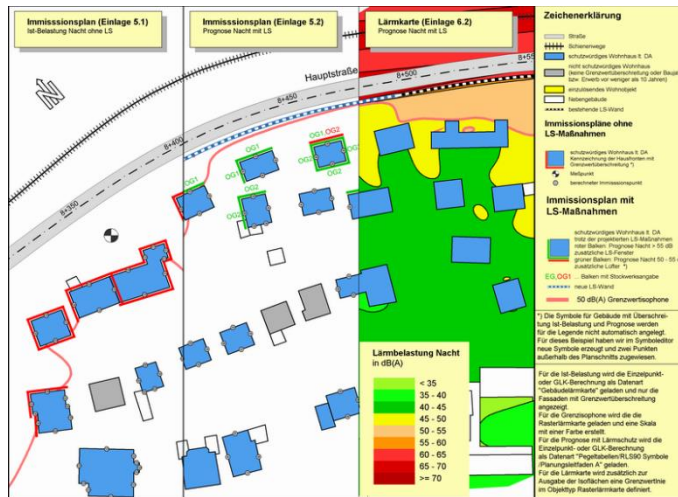 Immissionsplan (Einlage 5.1)
Ist-Belastung Nacht ohne LS
Immisssionsplan (Einlage 5.2)
Prognose Nacht mit LS
Lärmkarte (Einlage 6.2)
Prognose Nacht mit LS
Hauptstraße
8+350
8+400
8+450
8+500
8+55
OG1
OG1
OG2
OG2
OG1,OG2
OG2
OG2
OG2
Lärmbelastung Nacht
in dB(A)
< 35
35 - 40
40 - 45
45 - 50
50 - 55
55 - 60
60 - 65
65 - 70
>= 70
Zeichenerklärung
Straße
Schienenwege
schutzwürdiges Wohnhaus lt. DA
nicht schutzwürdiges Wohnhaus
(keine Grenzwertüberschreitung oder Bauja
bzw. Erwerb vor weniger als 10 Jahren)
einzulösendes Wohnobjekt
Nebengebäude
bestehende LS-Wand
Immissionspläne ohne
LS-Maßnahmen
schutzwürdiges Wohnhaus lt. DA
Kennzeichnung der Hausfronten mit
Grenzwertüberschreitung *)
Meßpunkt
berechneter Immissionspunkt
Immissionsplan mit
LS-Maßnahmen
schutzwürdiges Wohnhaus lt. DA
trotz der projektierten LS-Maßnahmen
roter Balken: Prognose Nacht > 55 dB
zusätzliche LS-Fenster
grüner Balken: Prognose Nacht 50 - 55
zusätzliche Lüfter *)
EG,OG1 ... Balken mit Stockwerksangabe
neue LS-Wand
50 dB(A) Grenzwertisophone
*) Die Symbole für Gebäude mit Überschrei-
tung Ist-Belastung und Prognose werden
für die Legende nicht automatisch angelegt.
Für dieses Beispiel haben wir im Symboleditor
neue Symbole erzeugt und zwei Punkten
außerhalb des Planschnitts zugewiesen.
Für die Ist-Belastung wird die Einzelpunkt-
oder GLK-Berechnung als Datenart
"Gebäudelärmkarte" geladen und nur die
Fassaden mit Grenzwertüberschreitung
angezeigt.
Für die Grenzisophone wird die die
Rasterlärmkarte geladen und eine Skala
mit einer Farbe erstellt.
Für die Prognose mit Lärmschutz wird die
Einzelpunkt- oder GLK-Berechnung
als Datenart "Pegeltabellen/RLS90 Symbole
/Planungsleitfaden A" geladen.
Für die Lärmkarte wird zusätzlich zur
Ausgabe der Isoflächen eine Grenzwertlinie
im Objekttyp Rasterlärmkarte definiert.